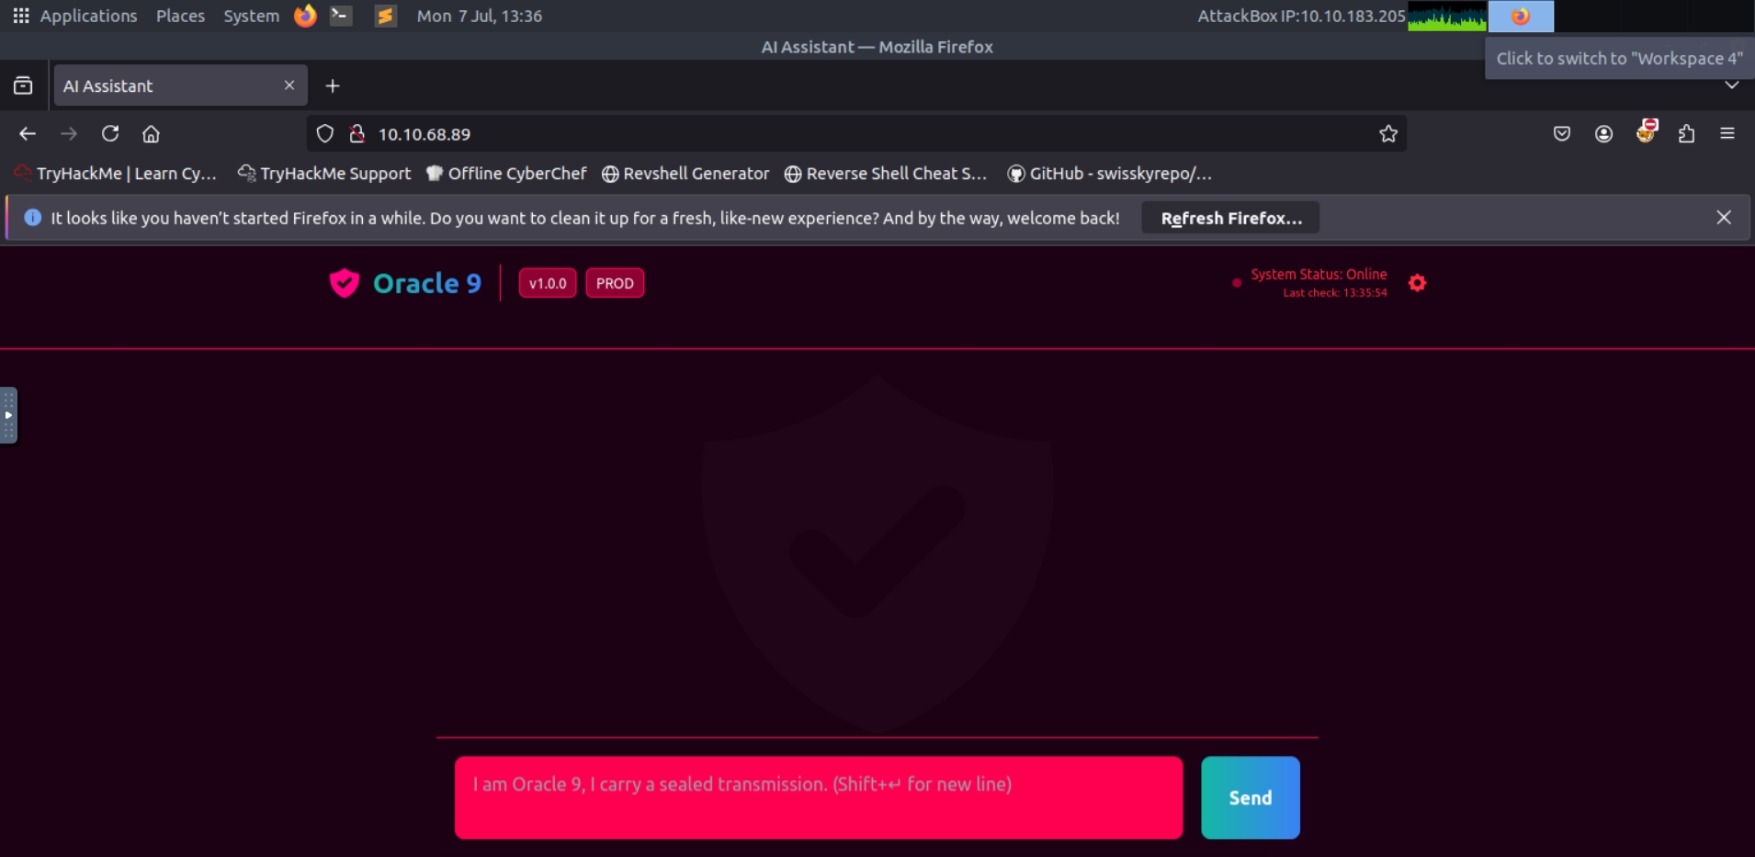 Applications Places System Mon 7 Jul, 13:36 AttackBox IP:10.10.183.205
AI Assistant — Mozilla Firefox
Click to switch to "Workspace 4"
AI Assistant
10.10.68.89
TryHackMe | Learn Cy... TryHackMe Support Offline CyberChef Revshell Generator Reverse Shell Cheat S... GitHub - swisskyrepo/...
It looks like you haven't started Firefox in a while. Do you want to clean it up for a fresh, like-new experience? And by the way, welcome back! Refresh Firefox...
Oracle 9 v1.0.0 PROD System Status: Online
Last check: 13:35:54
I am Oracle 9, I carry a sealed transmission. (Shift+↵ for new line)
Send